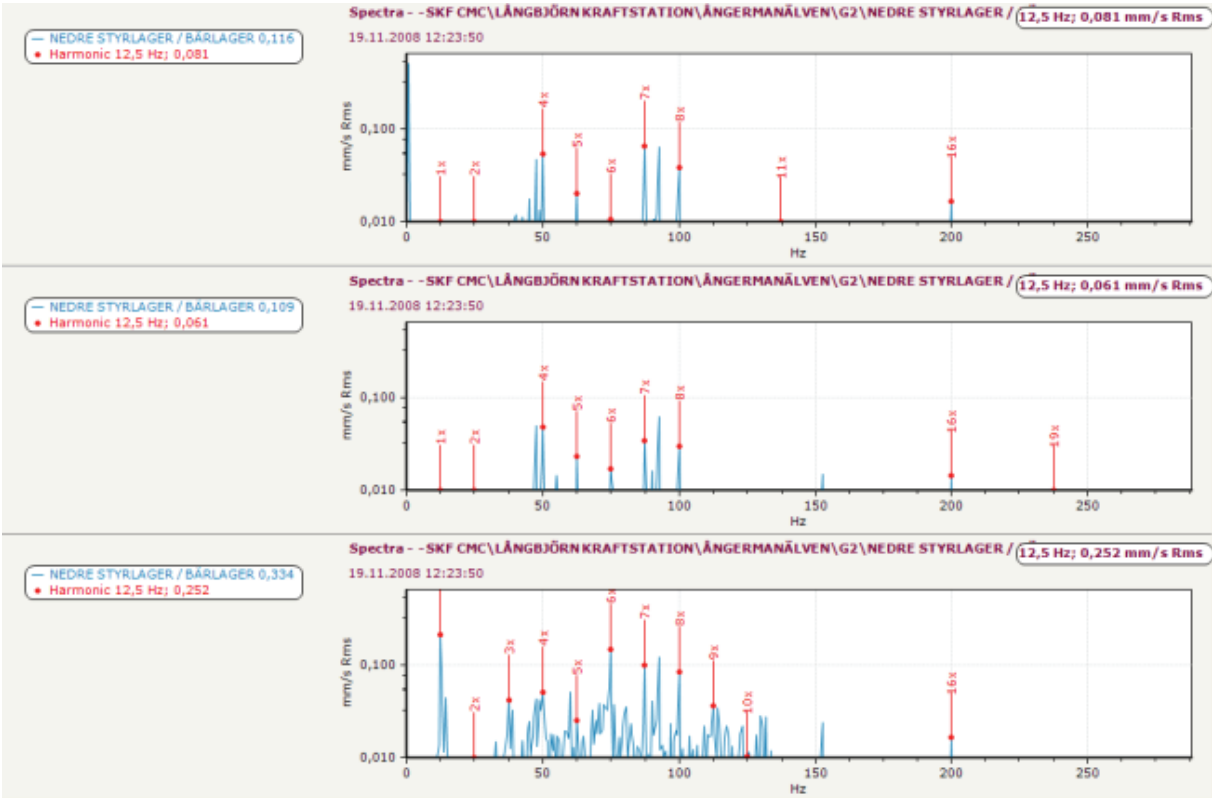 Spectra - -SKF CMC\LÅNGBJÖRN KRAFTSTATION\ÅNGERMANÄLVEN\G2\NEDRE STYRLAGER /
12,5 Hz; 0,081 mm/s Rms
19.11.2008 12:23:50
NEDRE STYRLAGER / BÄRLAGER 0,116
Harmonic 12,5 Hz; 0,081
mm/s Rms
0,100
0,010
1x 2x 4x 5x 6x 7x 8x 11x 16x
0 50 100 150 200 250
Hz
Spectra - -SKF CMC\LÅNGBJÖRN KRAFTSTATION\ÅNGERMANÄLVEN\G2\NEDRE STYRLAGER /
12,5 Hz; 0,061 mm/s Rms
19.11.2008 12:23:50
NEDRE STYRLAGER / BÄRLAGER 0,109
Harmonic 12,5 Hz; 0,061
mm/s Rms
0,100
0,010
1x 2x 4x 5x 6x 7x 8x 16x 19x
0 50 100 150 200 250
Hz
Spectra - -SKF CMC\LÅNGBJÖRN KRAFTSTATION\ÅNGERMANÄLVEN\G2\NEDRE STYRLAGER /
12,5 Hz; 0,252 mm/s Rms
19.11.2008 12:23:50
NEDRE STYRLAGER / BÄRLAGER 0,334
Harmonic 12,5 Hz; 0,252
mm/s Rms
0,100
0,010
2x 3x 4x 5x 6x 7x 8x 9x 10x 16x
0 50 100 150 200 250
Hz